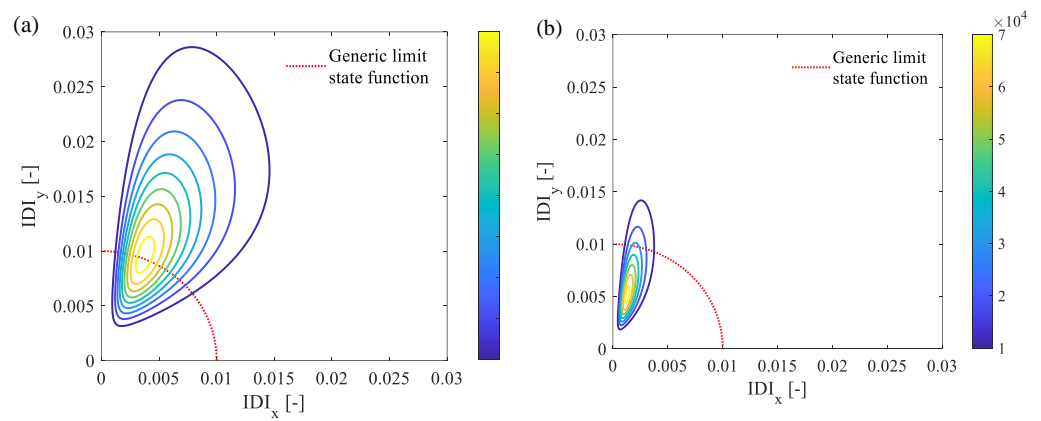 (a)
0.03
0.025
0.02
0.015
0.01
0.005
0
IDI_y [-]
0 0.005 0.01 0.015 0.02 0.025 0.03
IDI_x [-]
Generic limit
state function
(b)
0.03
0.025
0.02
0.015
0.01
0.005
0
IDI_y [-]
0 0.005 0.01 0.015 0.02 0.025 0.03
IDI_x [-]
Generic limit
state function
×10⁴
7
6
5
4
3
2
1